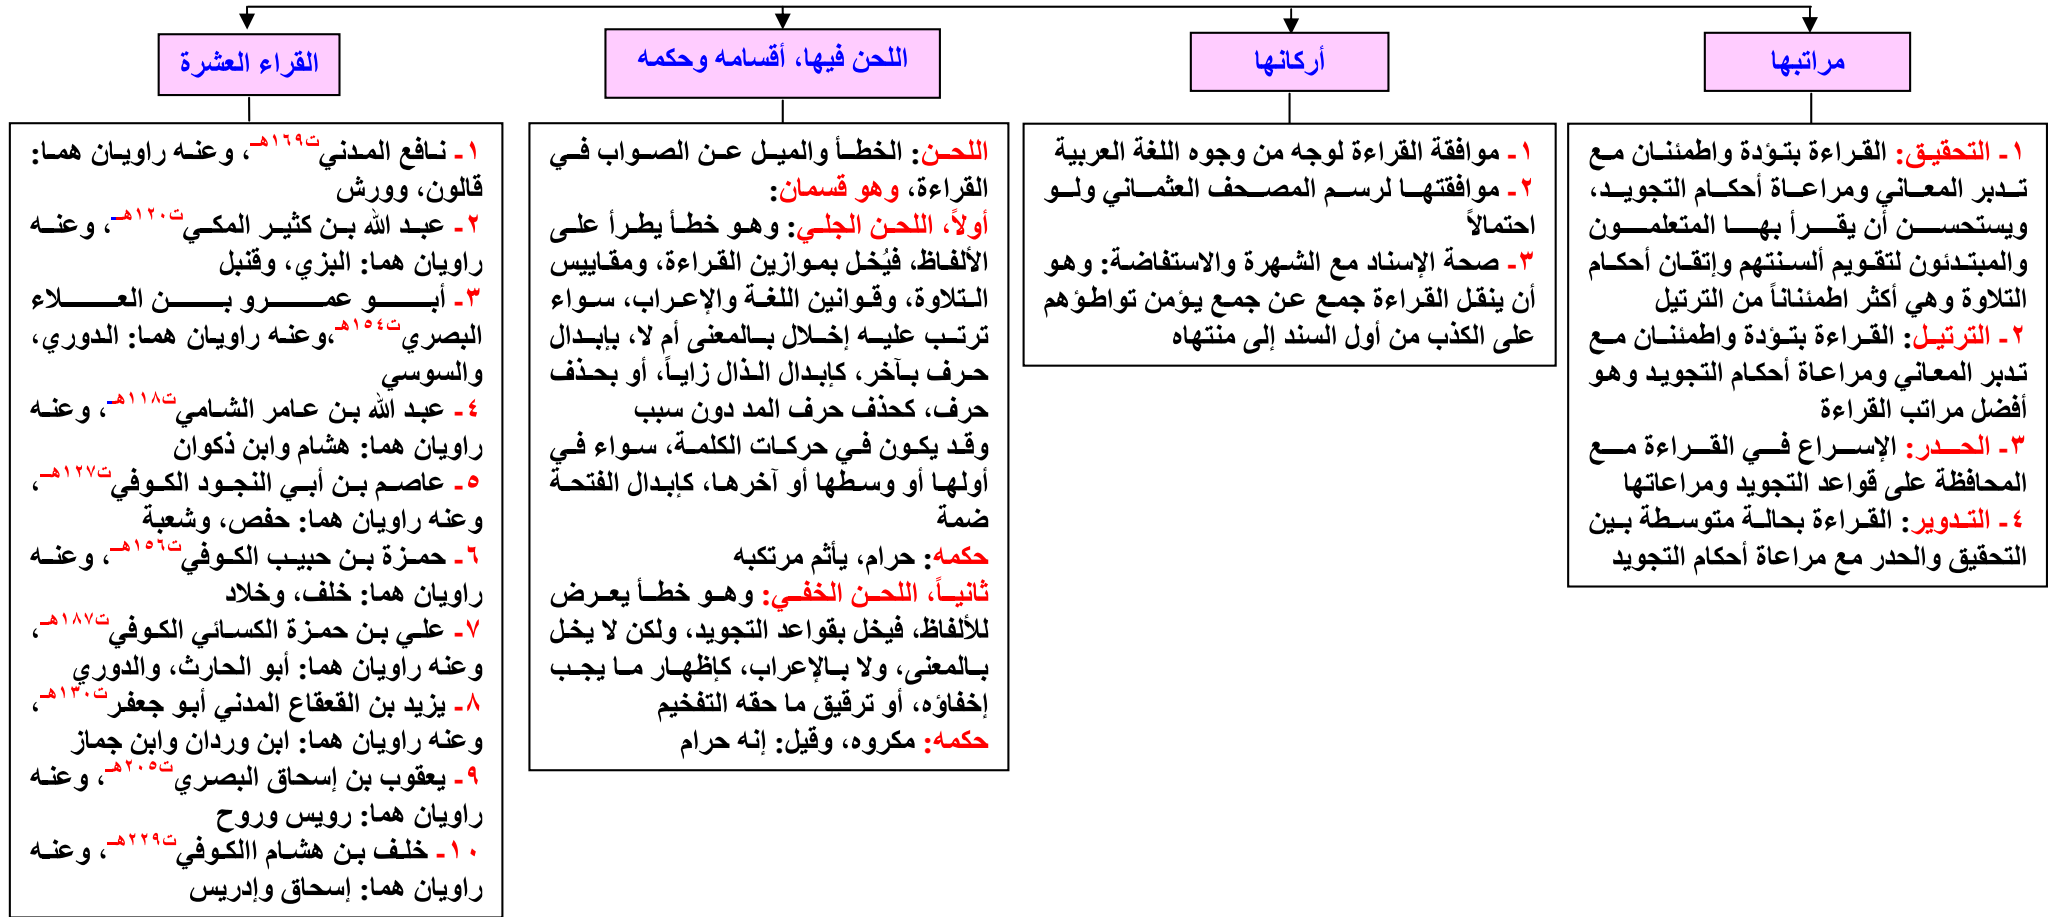 مراتبها
١- التحقيق: القراءة بتؤدة واطمئنان مع
تدبر المعاني ومراعاة أحكام التجويد،
ويستحسن أن يقرأ بها المتعلمون
والمبتدئون لتقويم ألسنتهم وإتقان أحكام
التلاوة وهي أكثر اطمئناناً من الترتيل
٢- الترتيل: القراءة بتؤدة واطمئنان مع
تدبر المعاني ومراعاة أحكام التجويد وهو
أفضل مراتب القراءة
٣- الحدر: الإسراع في القراءة مع
المحافظة على قواعد التجويد ومراعاتها
٤- التدوير: القراءة بحالة متوسطة بين
التحقيق والحدر مع مراعاة أحكام التجويد
أركانها
١- موافقة القراءة لوجه من وجوه اللغة العربية
٢- موافقتها لرسم المصحف العثماني ولو
احتمالاً
٣- صحة الإسناد مع الشهرة والاستفاضة: وهو
أن ينقل القراءة جمع عن جمع يؤمن تواطؤهم
على الكذب من أول السند إلى منتهاه
اللحن فيها، أقسامه وحكمه
اللحن: الخطأ والميل عن الصواب في
القراءة، وهو قسمان:
أولاً، اللحن الجلي: وهو خطأ يطرأ على
الألفاظ، فيُخل بموازين القراءة، ومقاييس
التلاوة، وقوانين اللغة والإعراب، سواء
ترتب عليه إخلال بالمعنى أم لا، بإبدال
حرف بآخر، كإبدال الذال زاياً، أو بحذف
حرف، كحذف حرف المد دون سبب
وقد يكون في حركات الكلمة، سواء في
أولها أو وسطها أو آخرها، كإبدال الفتحة
ضمة
حكمه: حرام، يأثم مرتكبه
ثانياً، اللحن الخفي: وهو خطأ يعرض
للألفاظ، فيخل بقواعد التجويد، ولكن لا يخل
بالمعنى، ولا بالإعراب، كإظهار ما يجب
إخفاؤه، أو ترقيق ما حقه التفخيم
حكمه: مكروه، وقيل: إنه حرام
القراء العشرة
١- نافع المدني ت١٦٩هـ، وعنه راويان هما:
قالون، وورش
٢- عبد الله بن كثير المكي ت١٢٠هـ، وعنه
راويان هما: البزي، وقنبل
٣- أبو عمرو بن العلاء
البصري ت١٥٤هـ،وعنه راويان هما: الدوري،
والسوسي
٤- عبد الله بن عامر الشامي ت١١٨هـ، وعنه
راويان هما: هشام وابن ذكوان
٥- عاصم بن أبي النجود الكوفي ت١٢٧هـ،
وعنه راويان هما: حفص، وشعبة
٦- حمزة بن حبيب الكوفي ت١٥٦هـ، وعنه
راويان هما: خلف، وخلاد
٧- علي بن حمزة الكسائي الكوفي ت١٨٧هـ،
وعنه راويان هما: أبو الحارث، والدوري
٨- يزيد بن القعقاع المدني أبو جعفر ت١٣٠هـ،
وعنه راويان هما: ابن وردان وابن جماز
٩- يعقوب بن إسحاق البصري ت٢٠٥هـ، وعنه
راويان هما: رويس وروح
١٠- خلف بن هشام االكوفي ت٢٢٩هـ، وعنه
راويان هما: إسحاق وإدريس